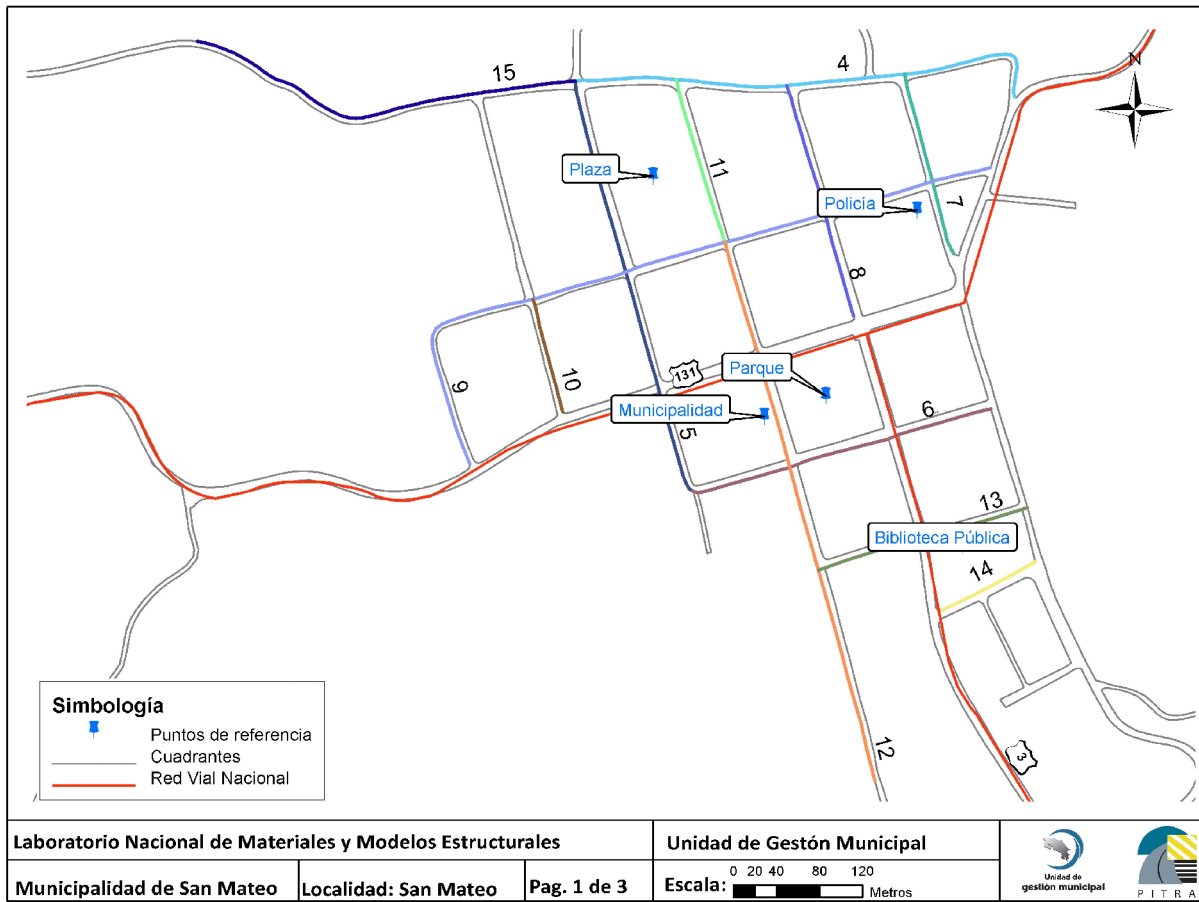 N
15
4
Plaza
11
Policía
7
8
9
10
131
Parque
Municipalidad
5
6
13
Biblioteca Pública
14
12
3
Simbología
Puntos de referencia
Cuadrantes
Red Vial Nacional
Laboratorio Nacional de Materiales y Modelos Estructurales
Unidad de Gestión Municipal
Municipalidad de San Mateo
Localidad: San Mateo
Pag. 1 de 3
Escala:
0 20 40 80 120
Metros
Unidad de
gestión municipal
PITRA